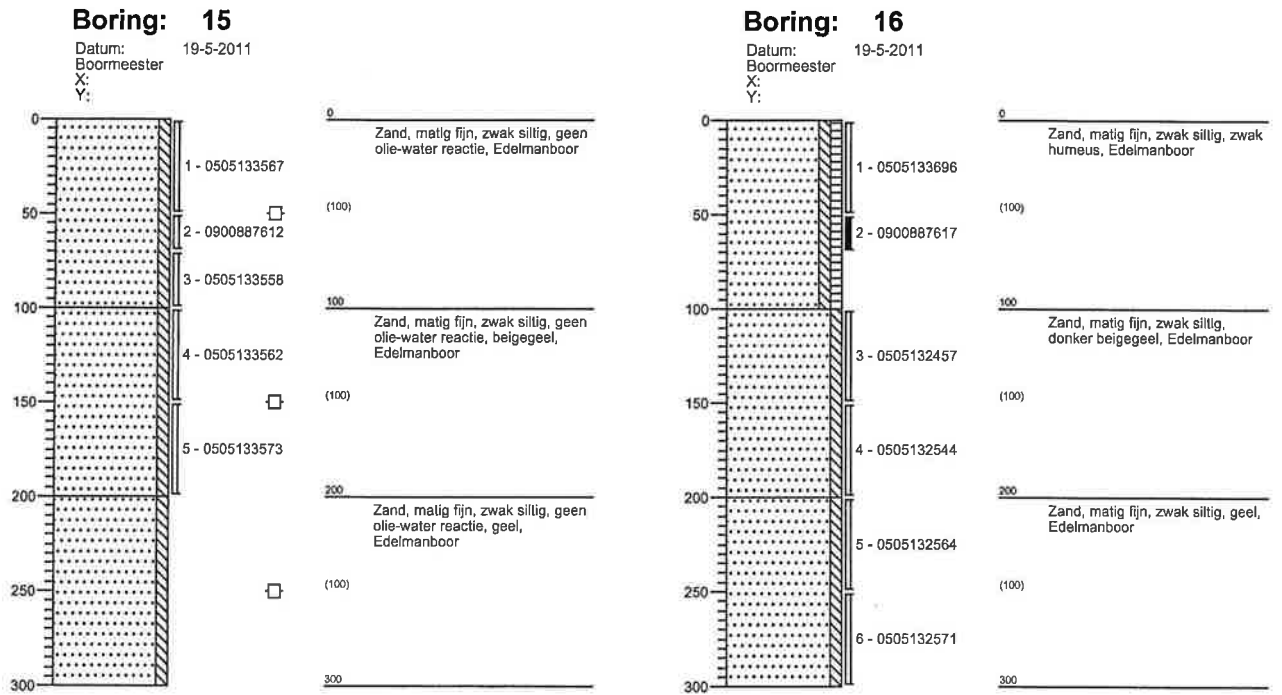 Boring: 15
Datum: 19-5-2011
Boormeester
X:
Y:
0
50
100
150
200
250
300
1 - 0505133567
2 - 0900887612
3 - 0505133558
4 - 0505133562
5 - 0505133573
0
Zand, matig fijn, zwak siltig, geen
olie-water reactie, Edelmanboor
(100)
100
Zand, matig fijn, zwak siltig, geen
olie-water reactie, beigegeel,
Edelmanboor
(100)
200
Zand, matig fijn, zwak siltig, geen
olie-water reactie, geel,
Edelmanboor
(100)
300
Boring: 16
Datum: 19-5-2011
Boormeester
X:
Y:
0
50
100
150
200
250
300
1 - 0505133696
2 - 0900887617
3 - 0505132457
4 - 0505132544
5 - 0505132564
6 - 0505132571
0
Zand, matig fijn, zwak siltig, zwak
humeus, Edelmanboor
(100)
100
Zand, matig fijn, zwak siltig,
donker beigegeel, Edelmanboor
(100)
200
Zand, matig fijn, zwak siltig, geel,
Edelmanboor
(100)
300